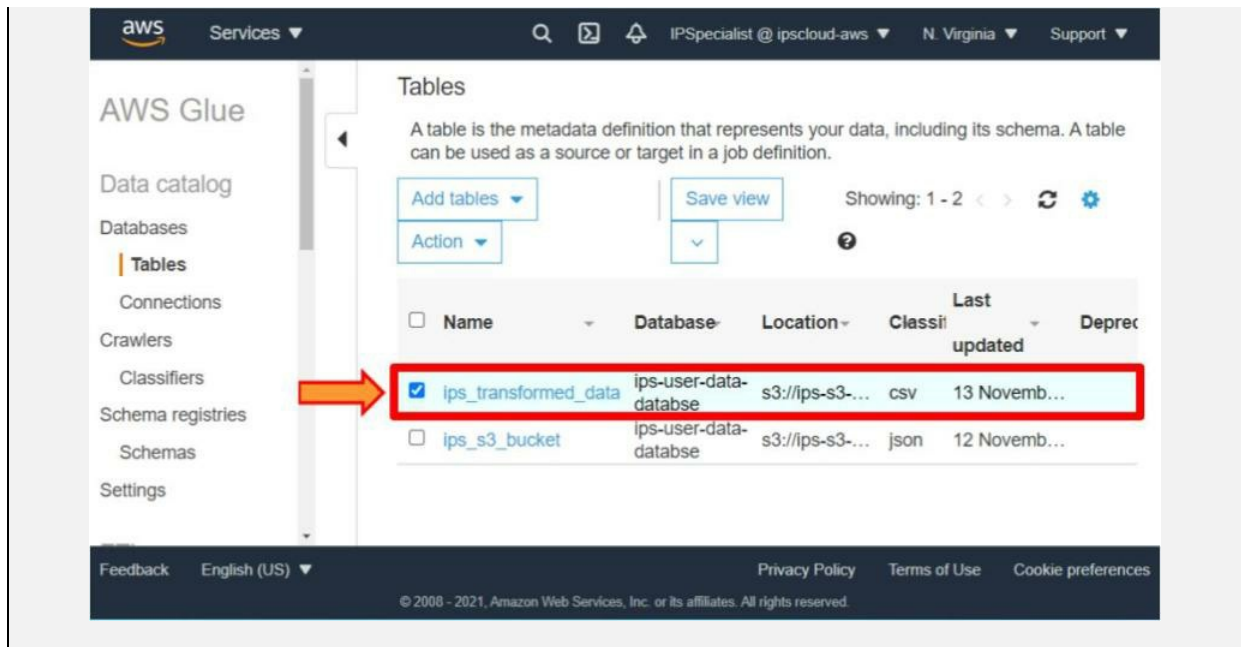 aws Services IPSpecialist @ ipscloud-aws N. Virginia Support
AWS Glue
Data catalog
Databases
Tables
Connections
Crawlers
Classifiers
Schema registries
Schemas
Settings
Tables
A table is the metadata definition that represents your data, including its schema. A table
can be used as a source or target in a job definition.
Add tables Save view Showing: 1 - 2 < >
Action
Name Database Location Classif Last updated Deprec
ips_transformed_data ips-user-data-databse s3://ips-s3-... csv 13 Novemb...
ips_s3_bucket ips-user-data-databse s3://ips-s3-... json 12 Novemb...
Feedback English (US) Privacy Policy Terms of Use Cookie preferences
© 2008 - 2021, Amazon Web Services, Inc. or its affiliates. All rights reserved.